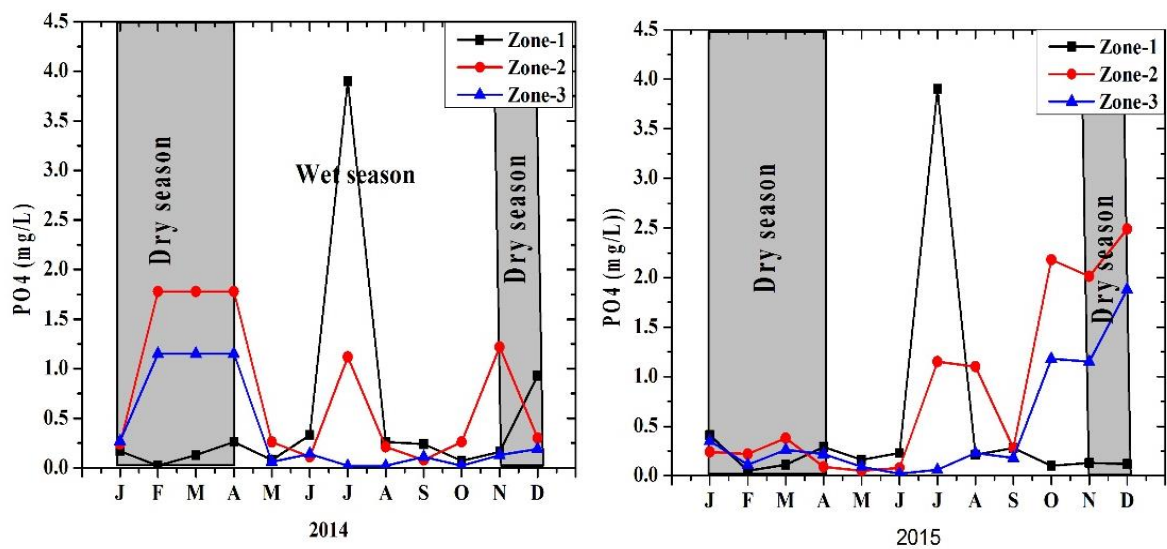 4.5
4.0
3.5
3.0
2.5
2.0
1.5
1.0
0.5
0.0
PO4 (mg/L)
Zone-1
Zone-2
Zone-3
Dry season
Wet season
Dry season
J F M A M J J A S O N D
2014
4.5
4.0
3.5
3.0
2.5
2.0
1.5
1.0
0.5
0.0
PO4 (mg/L))
Zone-1
Zone-2
Zone-3
Dry season
Dry season
J F M A M J J A S O N D
2015